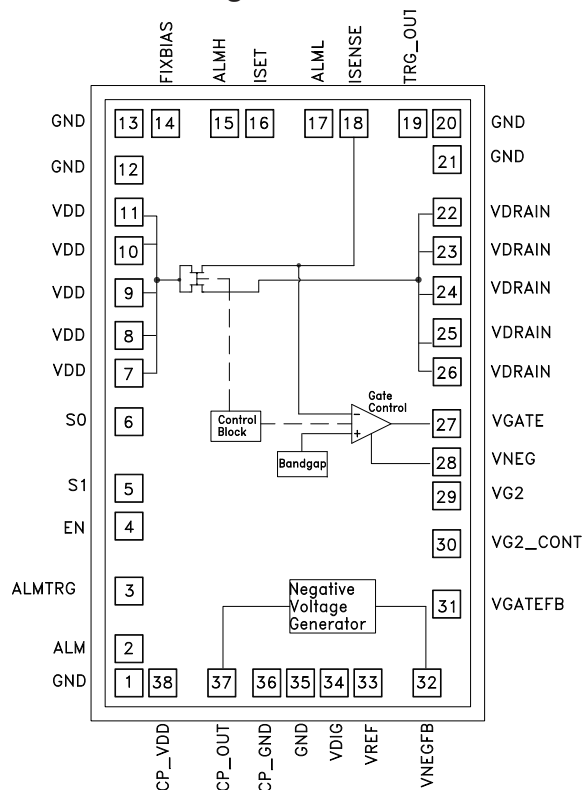 FIXBIAS
ALMH
ISET
ALML
ISENSE
TRG_OUT
GND 13 14 15 16 17 18 19 20 GND
GND 12 21 GND
VDD 11 22 VDRAIN
VDD 10 23 VDRAIN
VDD 9 24 VDRAIN
VDD 8 25 VDRAIN
VDD 7 26 VDRAIN
Gate
Control
S0 6 27 VGATE
Control
Block
Bandgap
28 VNEG
S1 5 29 VG2
EN 4 30 VG2_CONT
ALMTRG 3 31 VGATEFB
Negative
Voltage
Generator
ALM 2
GND 1 38 37 36 35 34 33 32
CP_VDD
CP_OUT
CP_GND
GND
VDIG
VREF
VNEGFB